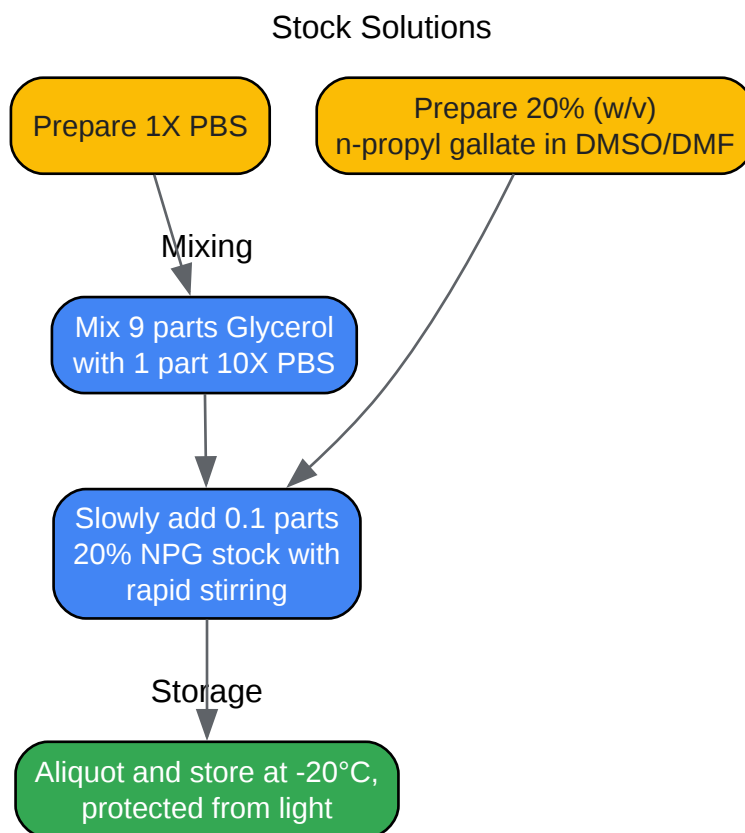 Stock Solutions
Prepare 1X PBS
Prepare 20% (w/v)
n-propyl gallate in DMSO/DMF
Mixing
Mix 9 parts Glycerol
with 1 part 10X PBS
Slowly add 0.1 parts
20% NPG stock with
rapid stirring
Storage
Aliquot and store at -20°C,
protected from light